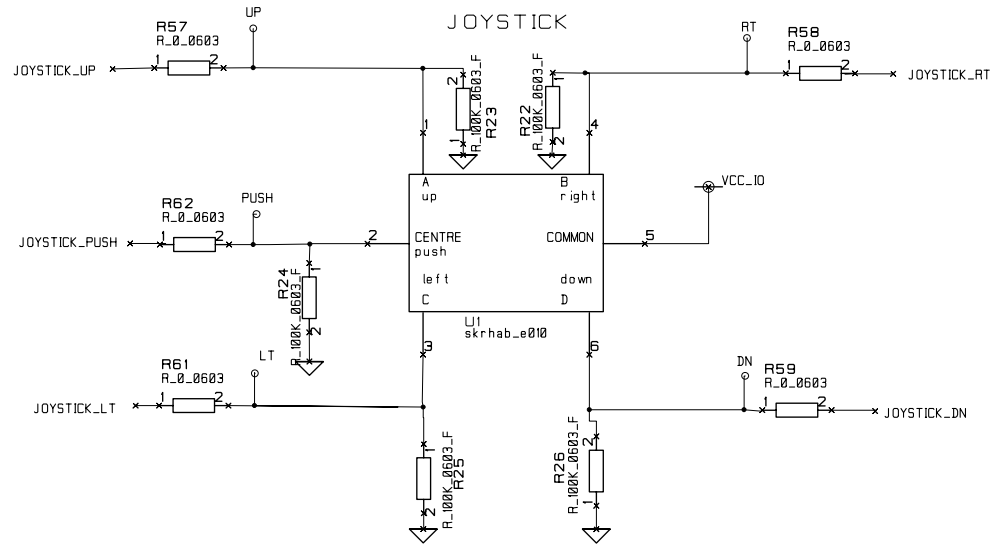 JOYSTICK
UP
R57
R_0_0603
1
2
JOYSTICK_UP
RT
R58
R_0_0603
1
2
JOYSTICK_RT
2
R_100K_0603_F
R23
1
1
R22
R_100K_0603_F
2
1
4
A
up
B
right
VCC_IO
R62
R_0_0603
PUSH
1
2
JOYSTICK_PUSH
2
CENTRE
push
COMMON
5
left
C
down
D
1
R24
R_100K_0603_F
2
U1
skrhab_e010
3
6
R61
R_0_0603
LT
1
2
JOYSTICK_LT
DN
R59
R_0_0603
1
2
JOYSTICK_DN
1
R_100K_0603_F
R25
2
2
R26
R_100K_0603_F
1